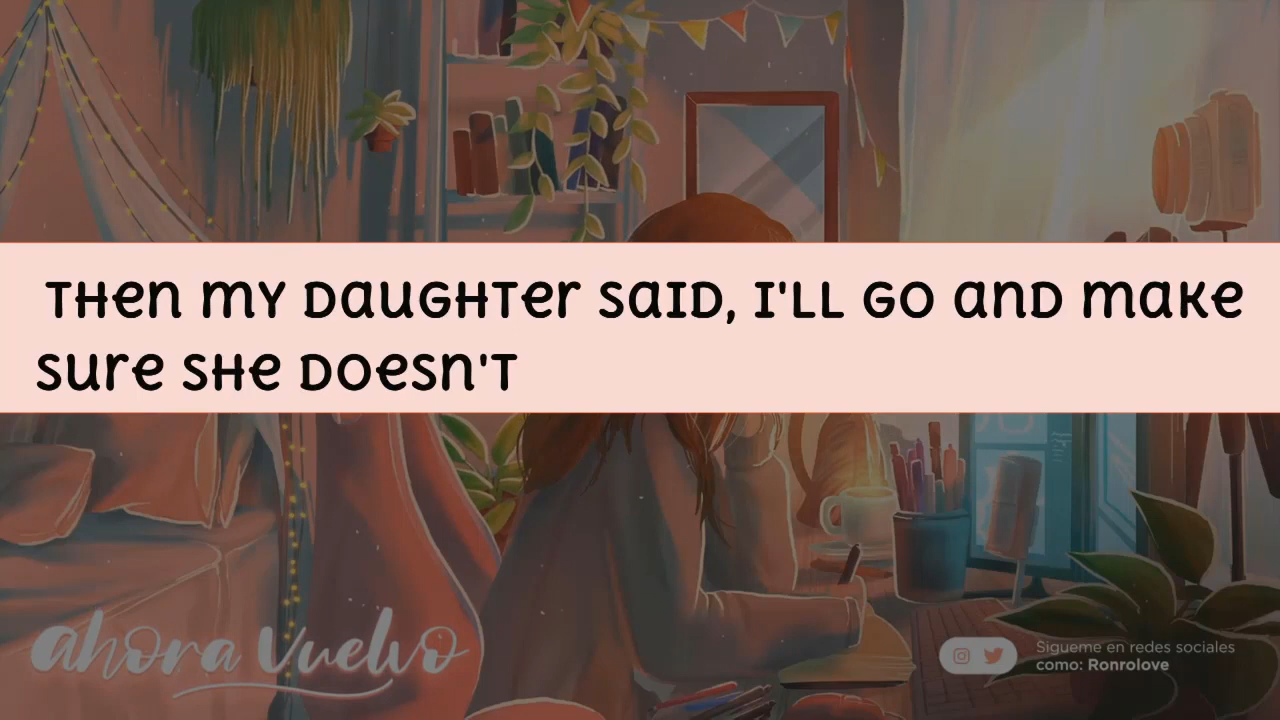 Then my daughter said, I'll go and make
sure she doesn't
ahora vuelvo
Sigueme en redes sociales
como: Ronrolove